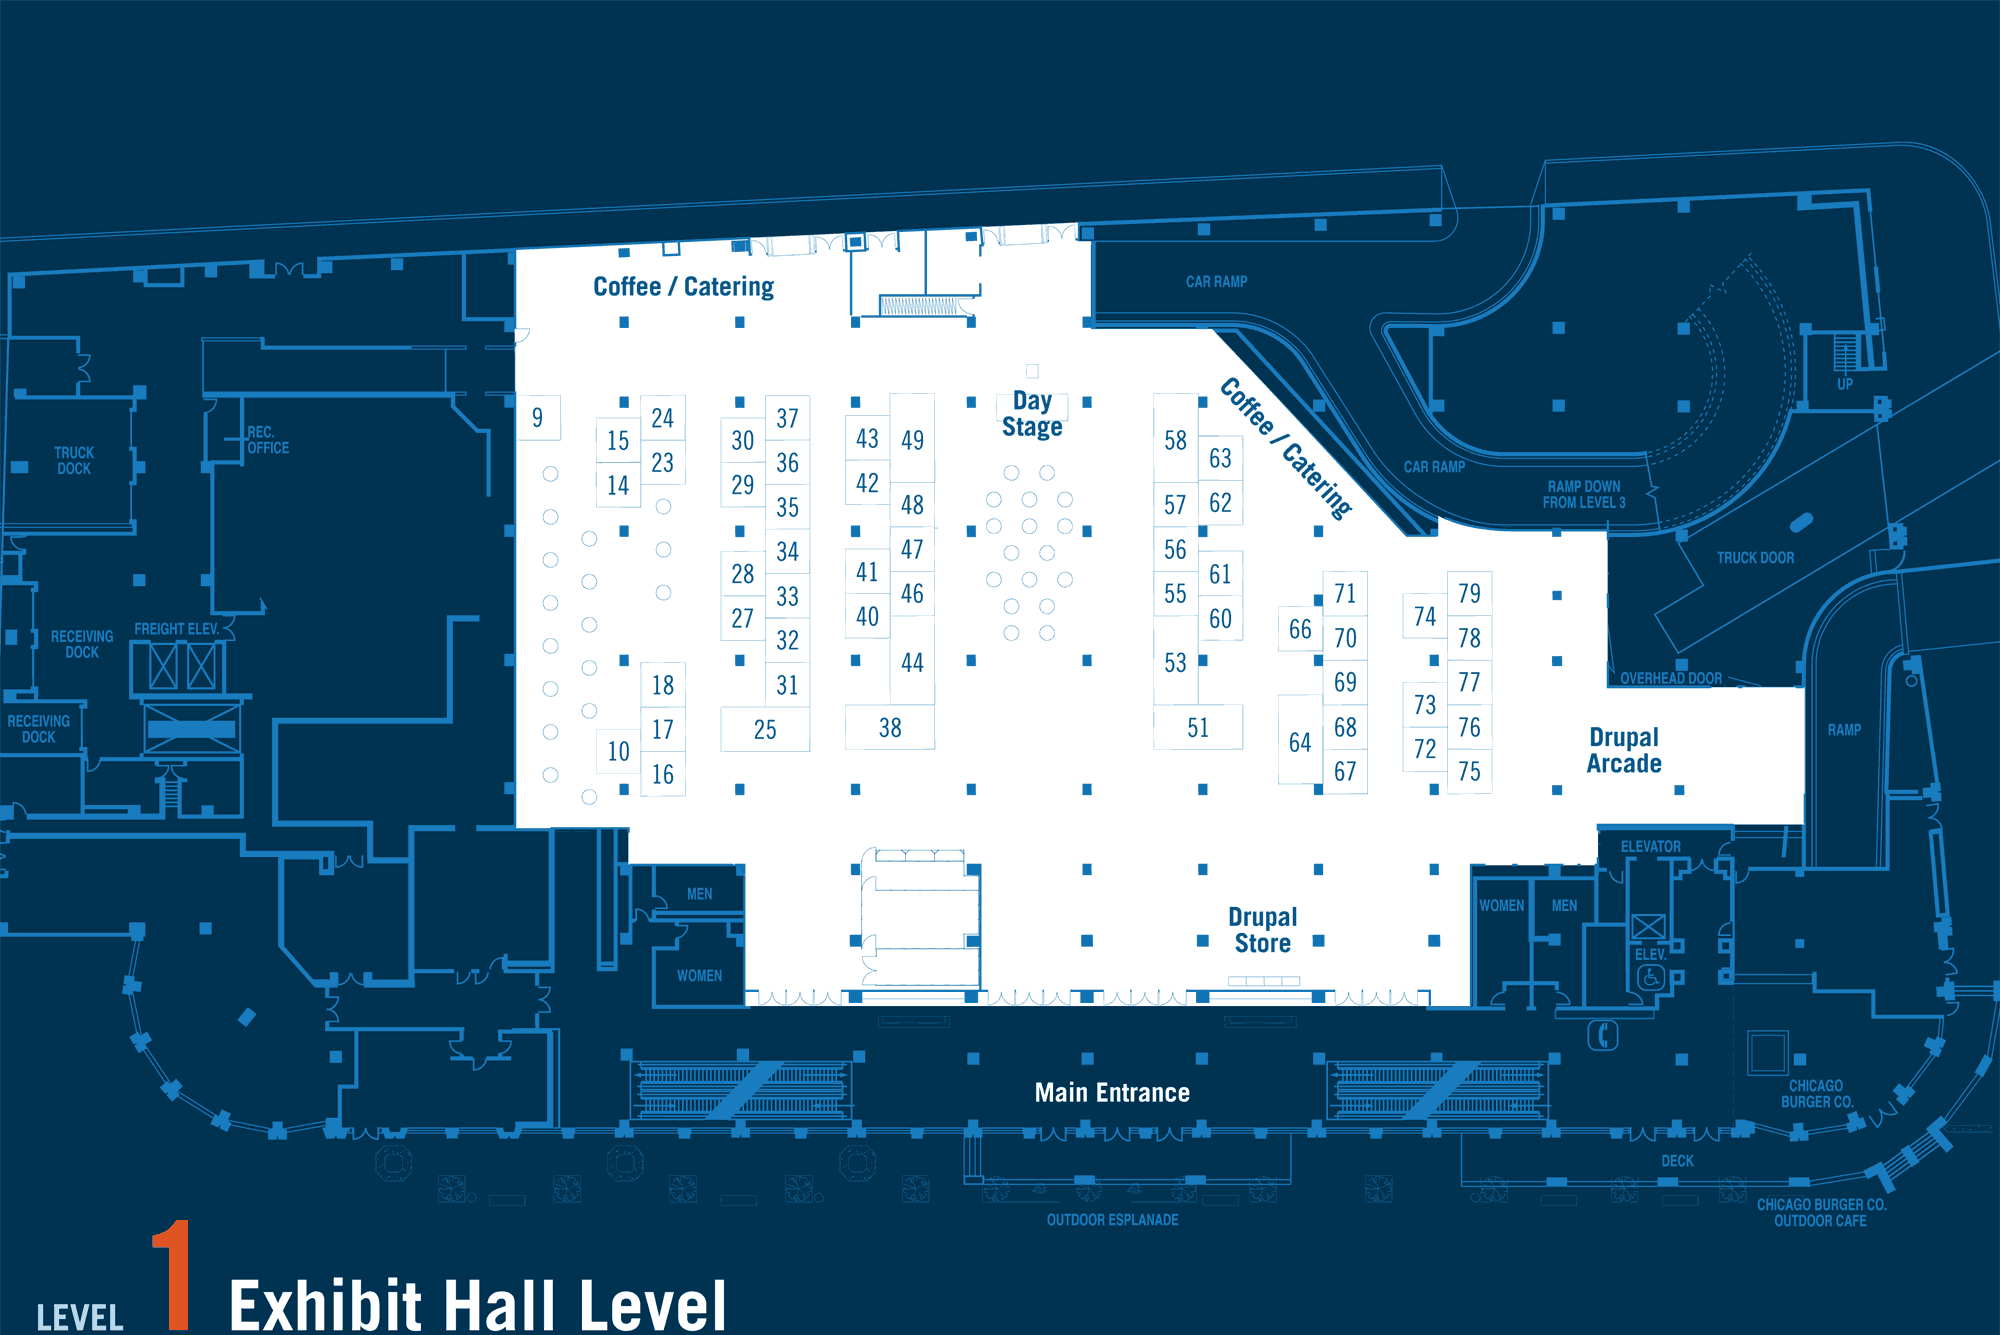 Coffee / Catering
CAR RAMP
Coffee / Catering
UP
Day
Stage
CAR RAMP
RAMP DOWN
FROM LEVEL 3
TRUCK DOOR
REC.
OFFICE
TRUCK
DOCK
9
15
14
24
23
30
29
37
36
35
34
33
32
31
28
27
25
43
42
41
40
49
48
47
46
44
38
58
57
56
55
53
51
63
62
61
60
18
17
16
10
66
64
71
70
69
68
67
74
73
72
79
78
77
76
75
FREIGHT ELEV.
RECEIVING
DOCK
RECEIVING
DOCK
OVERHEAD DOOR
RAMP
Drupal
Arcade
ELEVATOR
MEN
WOMEN
Drupal
Store
WOMEN
MEN
ELEV.
Main Entrance
CHICAGO
BURGER CO.
DECK
OUTDOOR ESPLANADE
CHICAGO BURGER CO.
OUTDOOR CAFE
LEVEL 1 Exhibit Hall Level